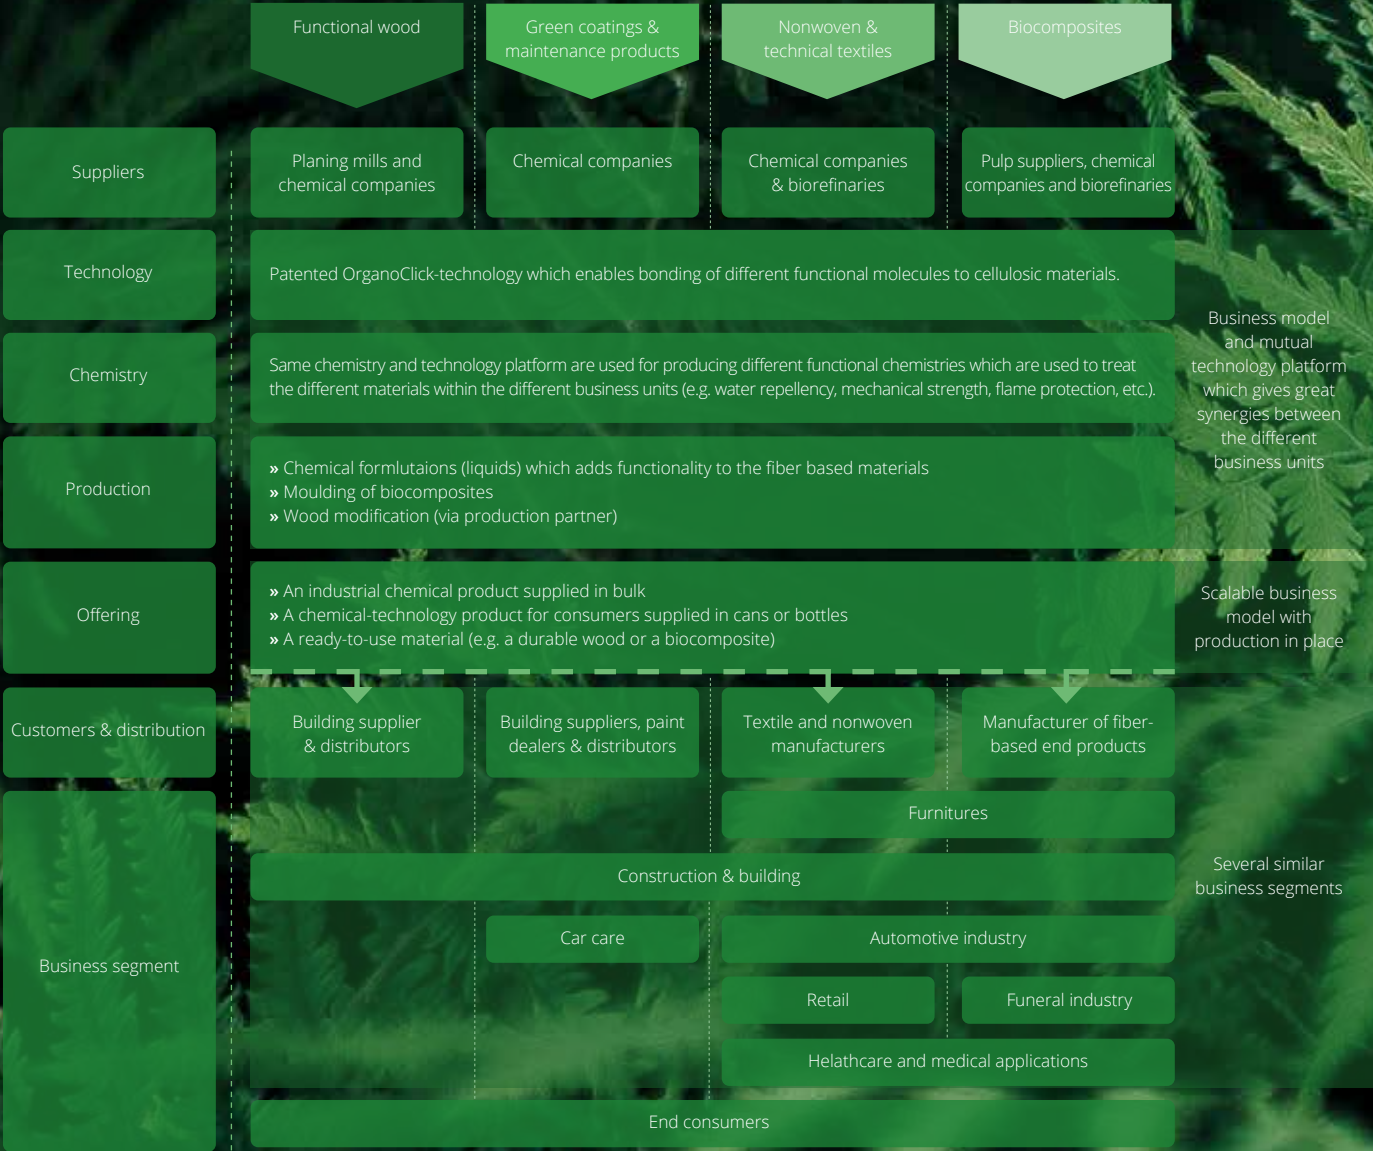 Functional wood
Green coatings &
maintenance products
Nonwoven &
technical textiles
Biocomposites
Suppliers
Planing mills and
chemical companies
Chemical companies
Chemical companies
& biorefinaries
Pulp suppliers, chemical
companies and biorefinaries
Technology
Patented OrganoClick-technology which enables bonding of different functional molecules to cellulosic materials.
Chemistry
Same chemistry and technology platform are used for producing different functional chemistries which are used to treat
the different materials within the different business units (e.g. water repellency, mechanical strength, flame protection, etc.).
Production
» Chemical formlutaions (liquids) which adds functionality to the fiber based materials
» Moulding of biocomposites
» Wood modification (via production partner)
Business model
and mutual
technology platform
which gives great
synergies between
the different
business units
Offering
» An industrial chemical product supplied in bulk
» A chemical-technology product for consumers supplied in cans or bottles
» A ready-to-use material (e.g. a durable wood or a biocomposite)
Scalable business
model with
production in place
Customers & distribution
Building supplier
& distributors
Building suppliers, paint
dealers & distributors
Textile and nonwoven
manufacturers
Manufacturer of fiber-
based end products
Business segment
Furnitures
Construction & building
Car care
Automotive industry
Retail
Funeral industry
Helathcare and medical applications
End consumers
Several similar
business segments